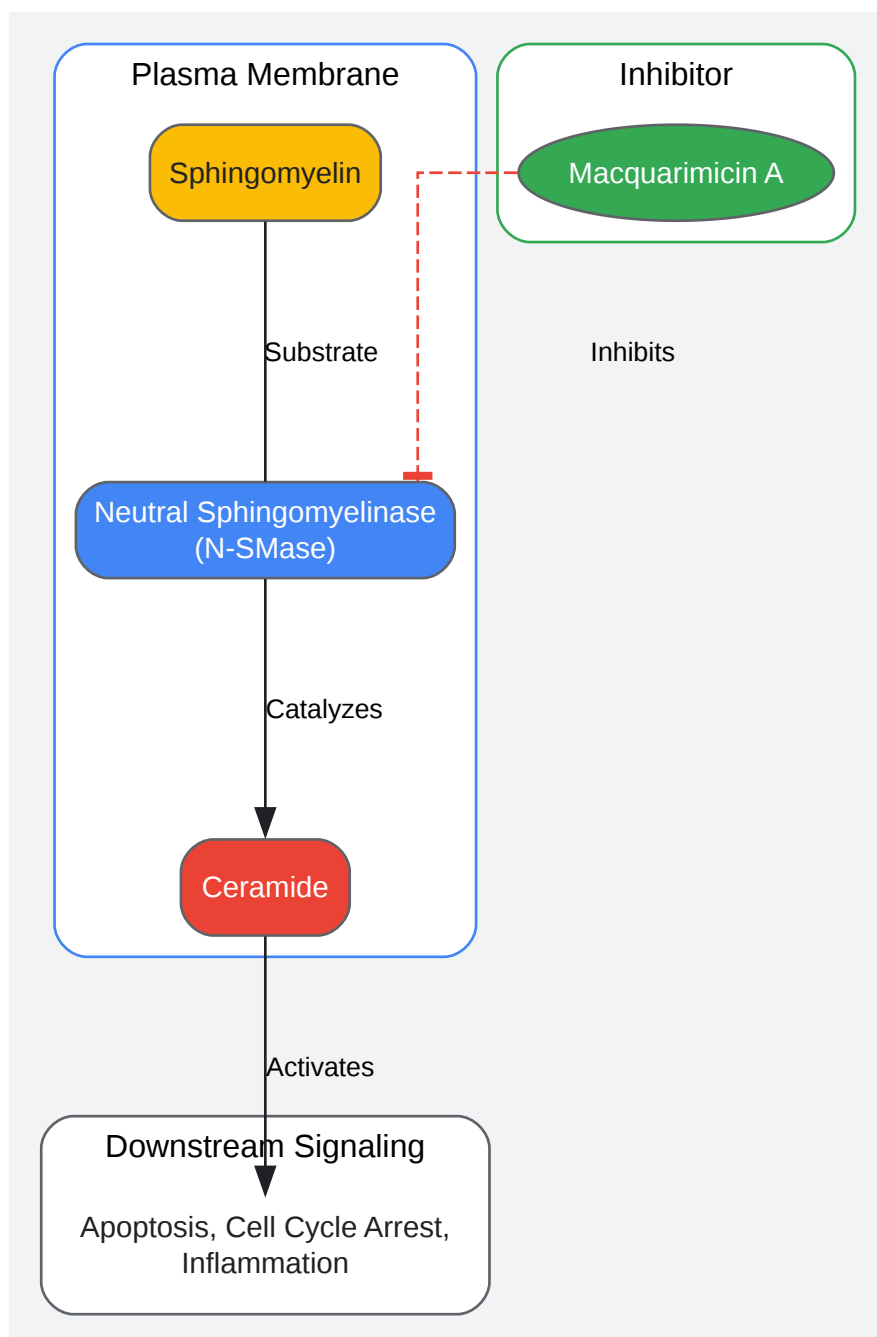 Plasma Membrane
Inhibitor
Sphingomyelin
Macquarimicin A
Substrate
Inhibits
Neutral Sphingomyelinase
(N-SMase)
Catalyzes
Ceramide
Activates
Downstream Signaling
Apoptosis, Cell Cycle Arrest,
Inflammation